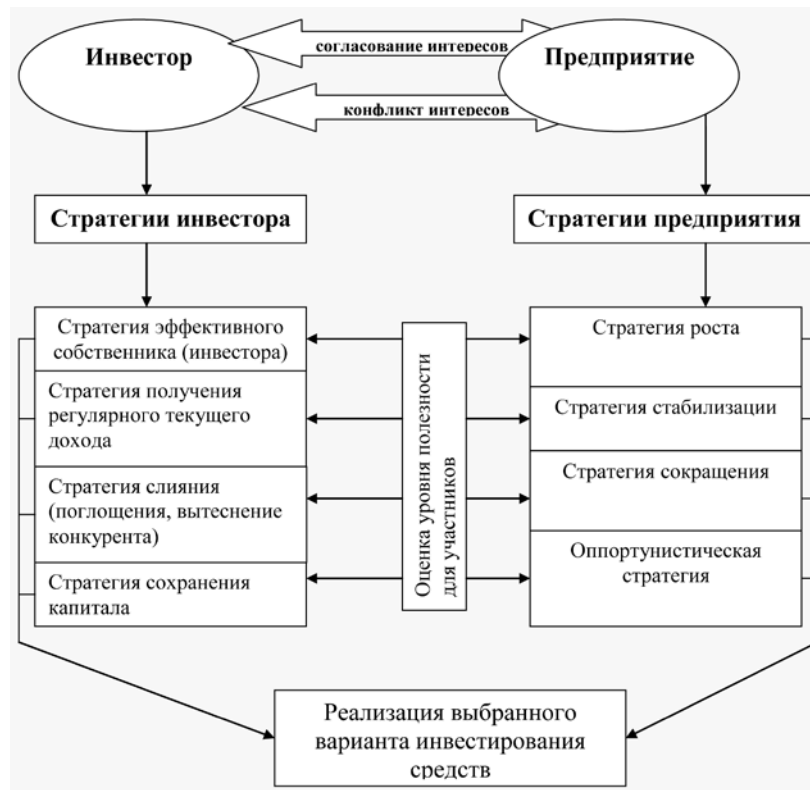 Инвестор
согласование интересов
Предприятие
конфликт интересов
Стратегии инвестора
Стратегии предприятия
Стратегия эффективного
собственника (инвестора)
Стратегия получения
регулярного текущего
дохода
Стратегия слияния
(поглощения, вытеснение
конкурента)
Стратегия сохранения
капитала
Оценка уровня полезности
для участников
Стратегия роста
Стратегия стабилизации
Стратегия сокращения
Оппортунистическая
стратегия
Реализация выбранного
варианта инвестирования
средств